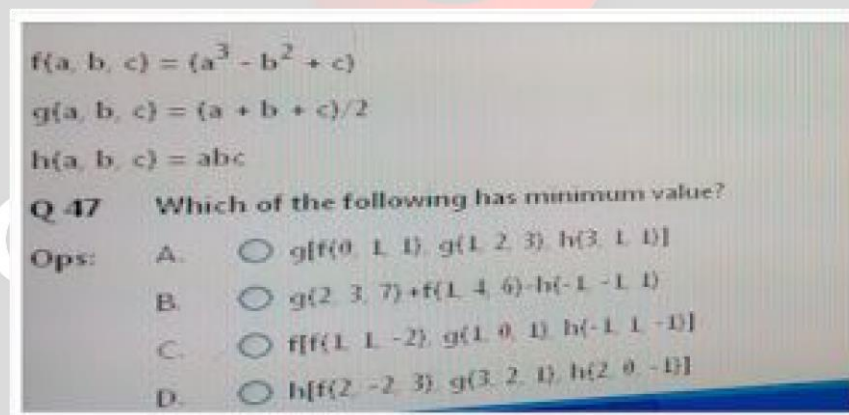 f(a, b, c) = (a³ - b² + c)
g(a, b, c) = (a + b + c)/2
h(a, b, c) = abc
Q 47 Which of the following has minimum value?
Ops: A. g[f(0, 1, 1), g(1, 2, 3), h(3, 1, 1)]
B. g(2, 3, 7)+f(1, 4, 6)-h(-1, -1, 1)
C. f[f(1, 1, -2), g(1, 0, 1), h(-1, 1, -1)]
D. h[f(2, -2, 3), g(3, 2, 1), h(2, 0, -1)]